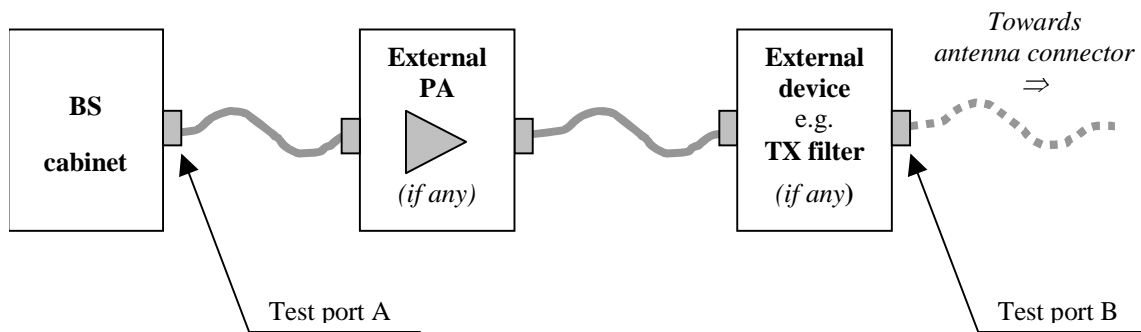 BS
cabinet
External
PA
(if any)
External
device
e.g.
TX filter
(if any)
Towards
antenna connector
⇒
Test port A
Test port B